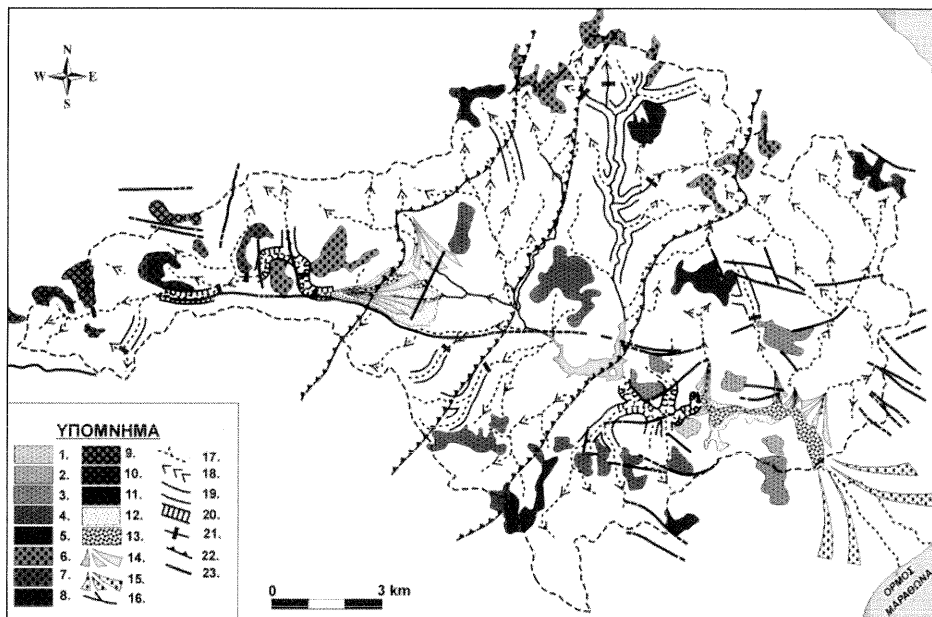 N
W E
S
ΥΠΟΜΝΗΜΑ
1. 9. 17.
2. 10. 18.
3. 11. 19.
4. 12. 20.
5. 13. 21.
6. 14. 22.
7. 15. 23.
8. 16.
0 3 km
ΟΡΜΟΣ
ΜΑΡΑΘΩΝΑ